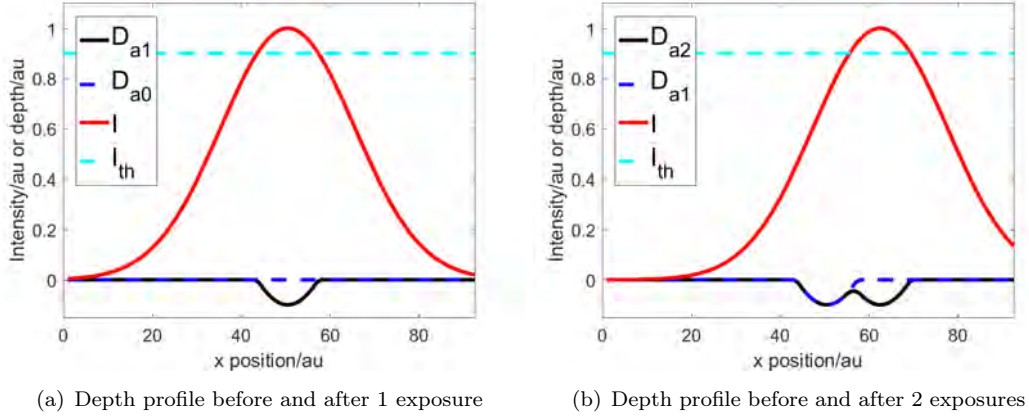 Intensity/au or depth/au
1
0.8
0.6
0.4
0.2
0
D_a1
D_a0
I
I_th
0 20 40 60 80
x position/au
(a) Depth profile before and after 1 exposure
Intensity/au or depth/au
1
0.8
0.6
0.4
0.2
0
D_a2
D_a1
I
I_th
0 20 40 60 80
x position/au
(b) Depth profile before and after 2 exposures